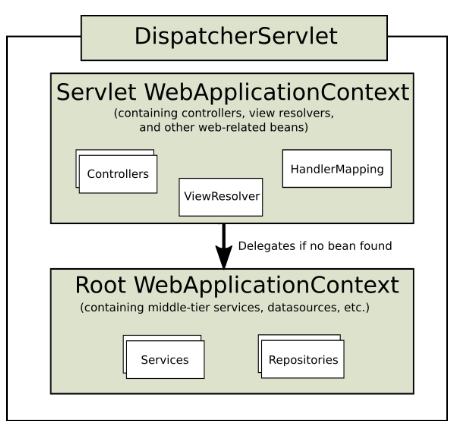 DispatcherServlet
Servlet WebApplicationContext
(containing controllers, view resolvers,
and other web-related beans)
Controllers
ViewResolver
HandlerMapping
Delegates if no bean found
Root WebApplicationContext
(containing middle-tier services, datasources, etc.)
Services
Repositories